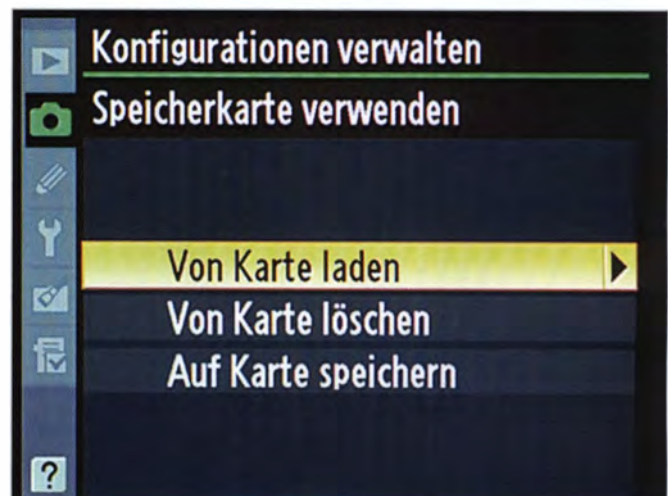 Konfigurationen verwalten
Speicherkarte verwenden
Von Karte laden
Von Karte löschen
Auf Karte speichern
?